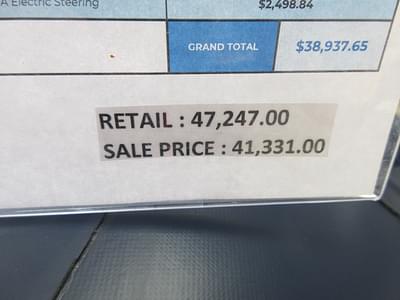 A Electric Steering $2,498.84
GRAND TOTAL $38,937.65
RETAIL : 47,247.00
SALE PRICE : 41,331.00